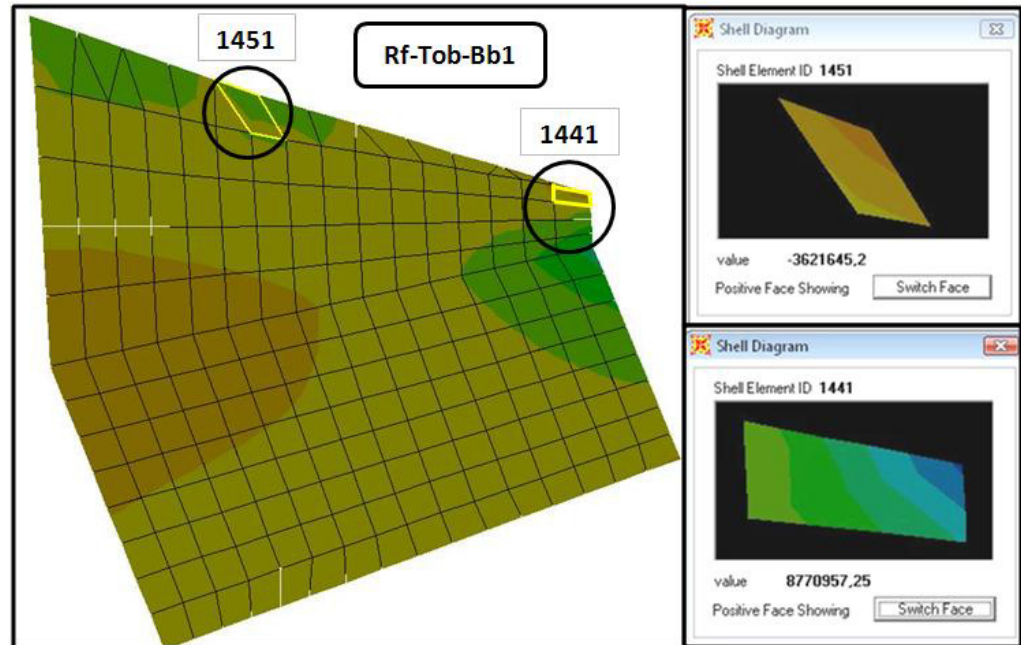 1451
Rf-Tob-Bb1
1441
Shell Diagram
Shell Element ID 1451
value -3621645,2
Positive Face Showing Switch Face
Shell Diagram
Shell Element ID 1441
value 8770957,25
Positive Face Showing Switch Face